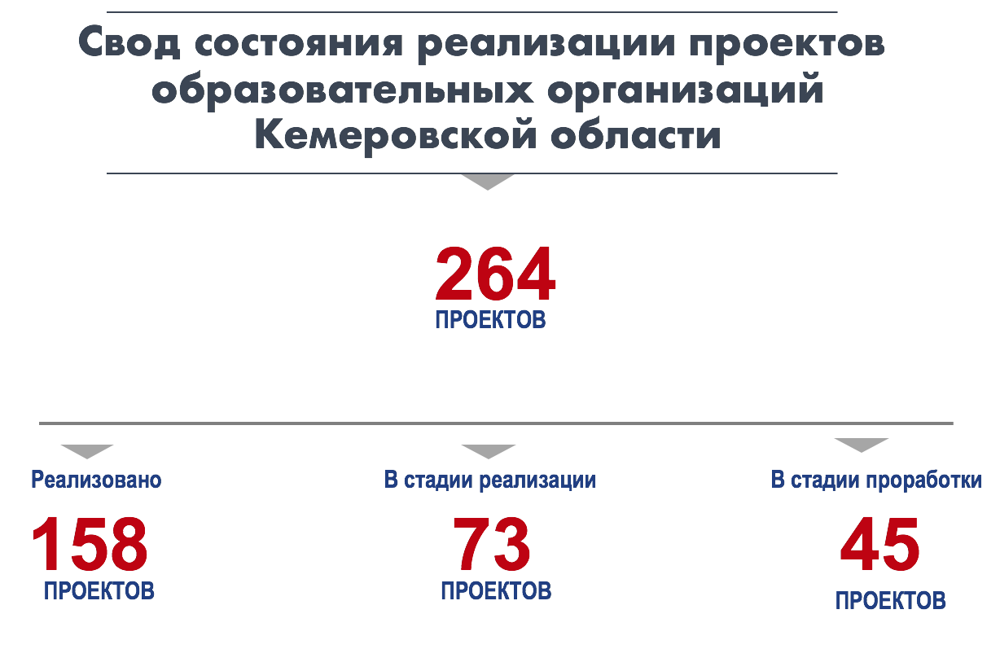 Свод состояния реализации проектов
образовательных организаций
Кемеровской области
264
ПРОЕКТОВ
Реализовано
В стадии реализации
В стадии проработки
158
73
45
ПРОЕКТОВ
ПРОЕКТОВ
ПРОЕКТОВ